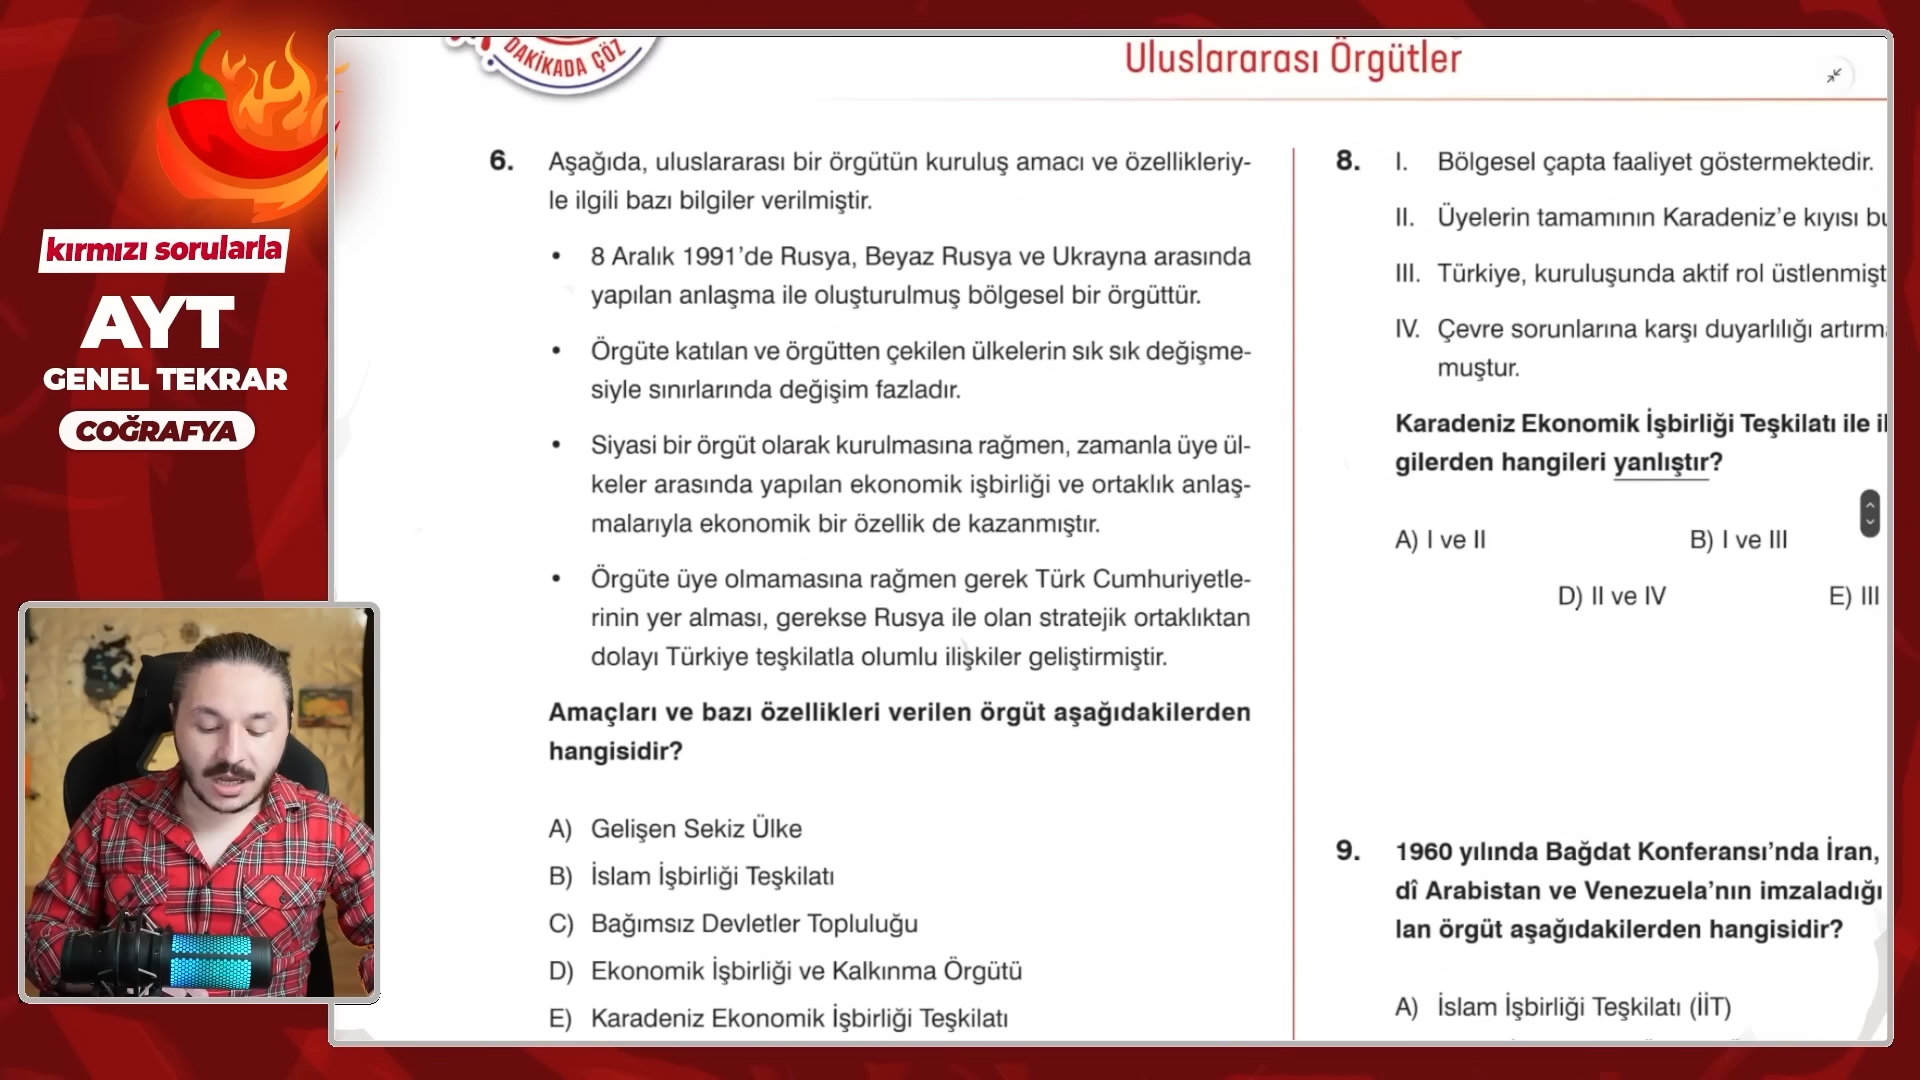 DAKİKADA ÇÖZ
Uluslararası Örgütler
kırmızı sorularla
AYT
GENEL TEKRAR
COĞRAFYA
6. Aşağıda, uluslararası bir örgütün kuruluş amacı ve özellikleriy-
le ilgili bazı bilgiler verilmiştir.
• 8 Aralık 1991'de Rusya, Beyaz Rusya ve Ukrayna arasında
yapılan anlaşma ile oluşturulmuş bölgesel bir örgüttür.
• Örgüte katılan ve örgütten çekilen ülkelerin sık sık değişme-
siyle sınırlarında değişim fazladır.
• Siyasi bir örgüt olarak kurulmasına rağmen, zamanla üye ül-
keler arasında yapılan ekonomik işbirliği ve ortaklık anlaş-
malarıyla ekonomik bir özellik de kazanmıştır.
• Örgüte üye olmamasına rağmen gerek Türk Cumhuriyetle-
rinin yer alması, gerekse Rusya ile olan stratejik ortaklıktan
dolayı Türkiye teşkilatla olumlu ilişkiler geliştirmiştir.
Amaçları ve bazı özellikleri verilen örgüt aşağıdakilerden
hangisidir?
A) Gelişen Sekiz Ülke
B) İslam İşbirliği Teşkilatı
C) Bağımsız Devletler Topluluğu
D) Ekonomik İşbirliği ve Kalkınma Örgütü
E) Karadeniz Ekonomik İşbirliği Teşkilatı
8. I. Bölgesel çapta faaliyet göstermektedir.
II. Üyelerin tamamının Karadeniz'e kıyısı bu
III. Türkiye, kuruluşunda aktif rol üstlenmişt
IV. Çevre sorunlarına karşı duyarlılığı artırm
muştur.
Karadeniz Ekonomik İşbirliği Teşkilatı ile il
gilerden hangileri yanlıştır?
A) I ve II B) I ve III
D) II ve IV E) III
9. 1960 yılında Bağdat Konferansı'nda İran,
dî Arabistan ve Venezuela'nın imzaladığı
lan örgüt aşağıdakilerden hangisidir?
A) İslam İşbirliği Teşkilatı (İİT)